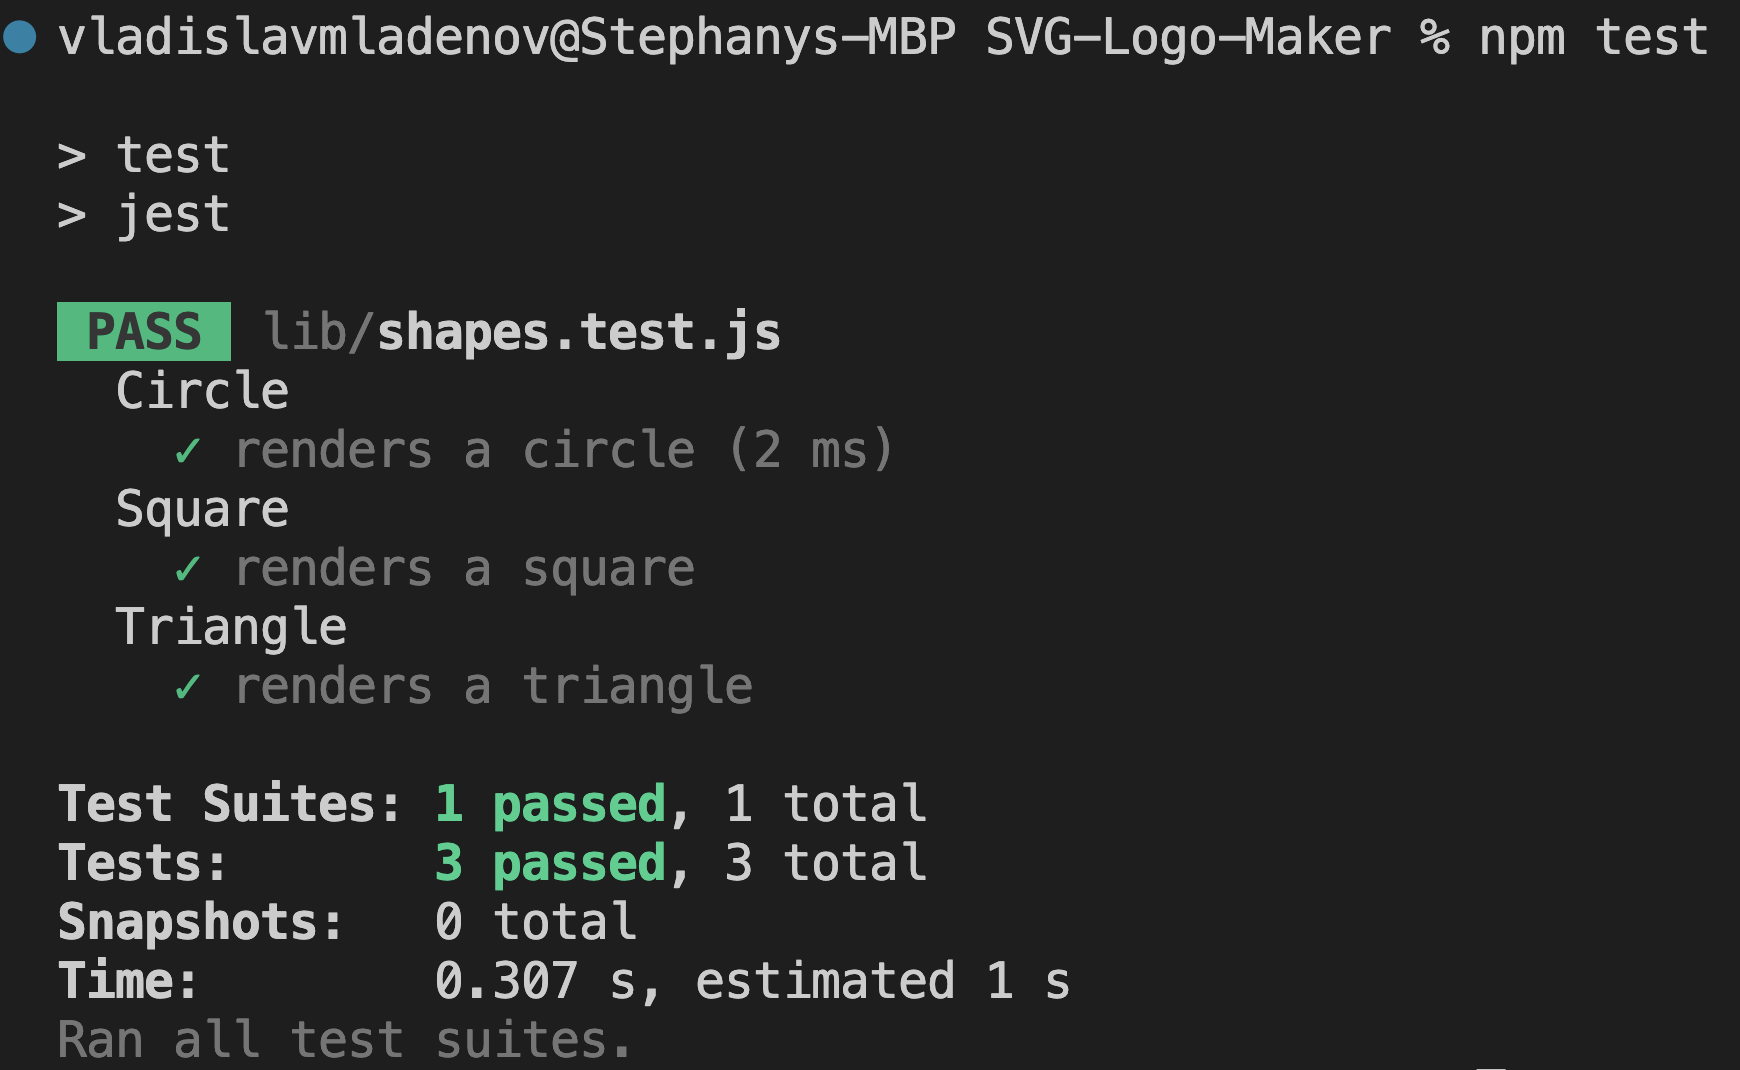 vladislavmladenov@Stephanys-MBP SVG-Logo-Maker % npm test
> test
> jest
PASS lib/shapes.test.js
Circle
✓ renders a circle (2 ms)
Square
✓ renders a square
Triangle
✓ renders a triangle
Test Suites: 1 passed, 1 total
Tests: 3 passed, 3 total
Snapshots: 0 total
Time: 0.307 s, estimated 1 s
Ran all test suites.